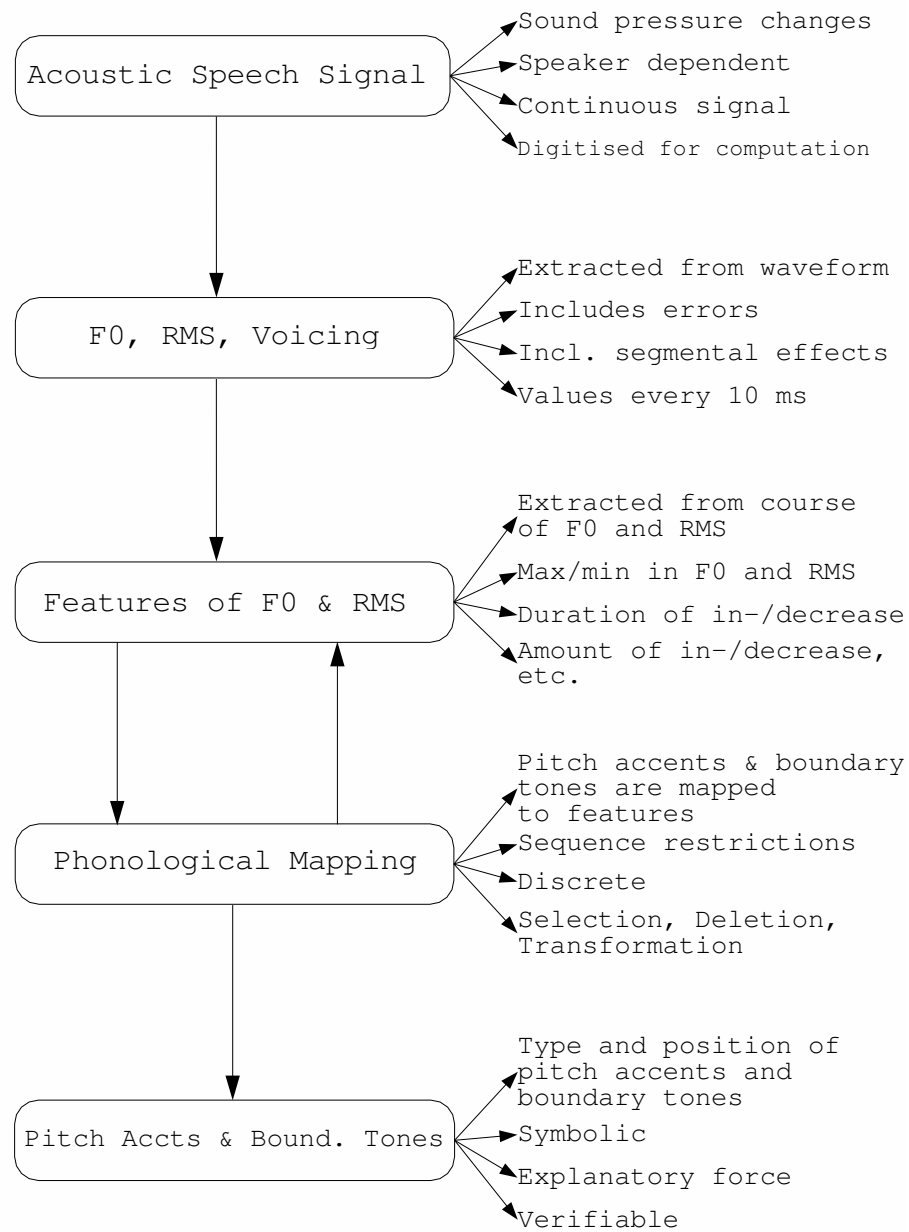 Acoustic Speech Signal
Sound pressure changes
Speaker dependent
Continuous signal
Digitised for computation
F0, RMS, Voicing
Extracted from waveform
Includes errors
Incl. segmental effects
Values every 10 ms
Features of F0 & RMS
Extracted from course
of F0 and RMS
Max/min in F0 and RMS
Duration of in-/decrease
Amount of in-/decrease,
etc.
Phonological Mapping
Pitch accents & boundary
tones are mapped
to features
Sequence restrictions
Discrete
Selection, Deletion,
Transformation
Pitch Accts & Bound. Tones
Type and position of
pitch accents and
boundary tones
Symbolic
Explanatory force
Verifiable